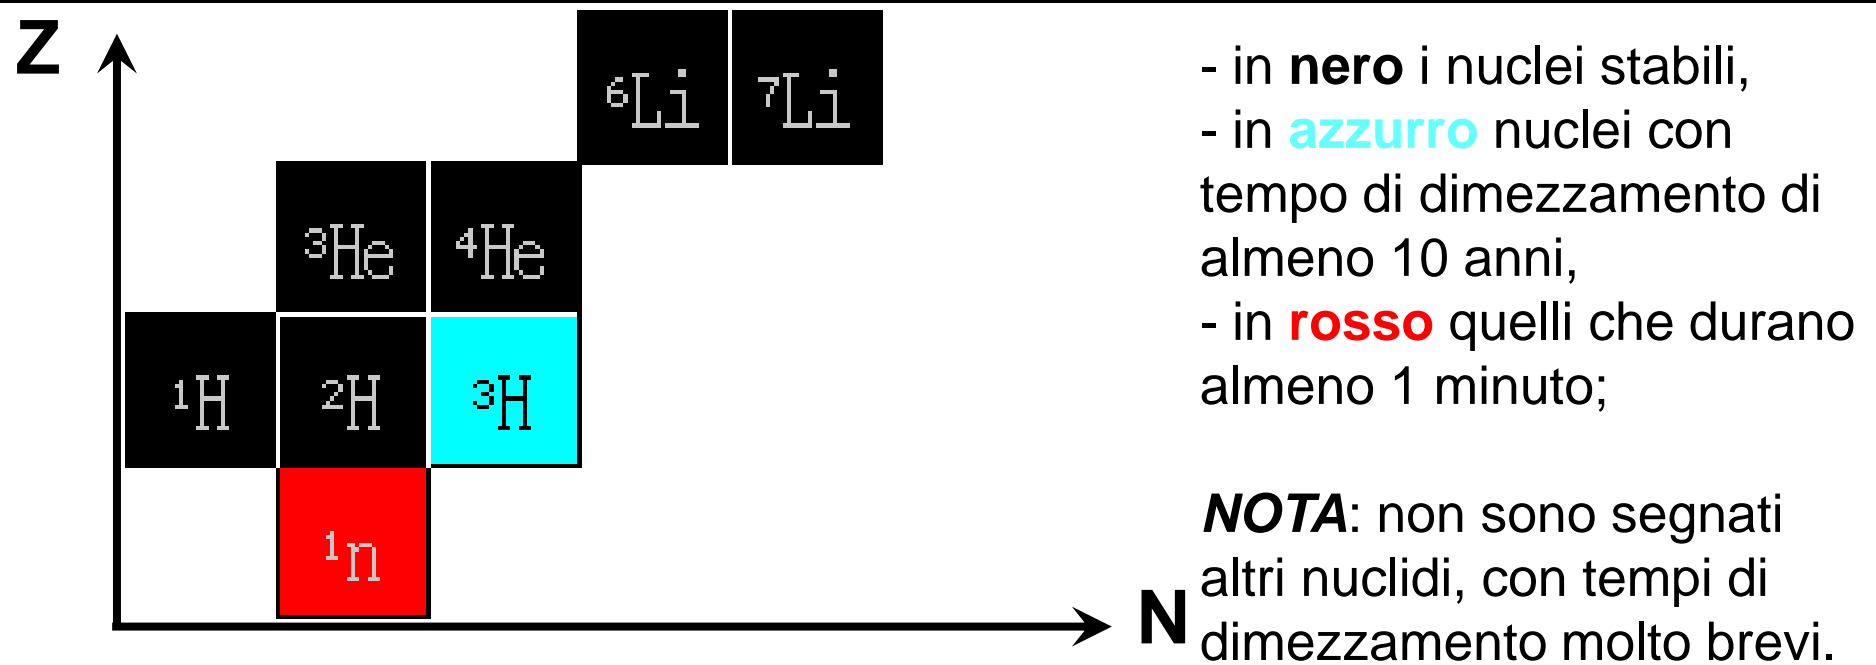 Z
⁶Li ⁷Li
³He ⁴He
¹H ²H ³H
¹n
N
- in nero i nuclei stabili,
- in azzurro nuclei con
tempo di dimezzamento di
almeno 10 anni,
- in rosso quelli che durano
almeno 1 minuto;
NOTA: non sono segnati
altri nuclidi, con tempi di
dimezzamento molto brevi.